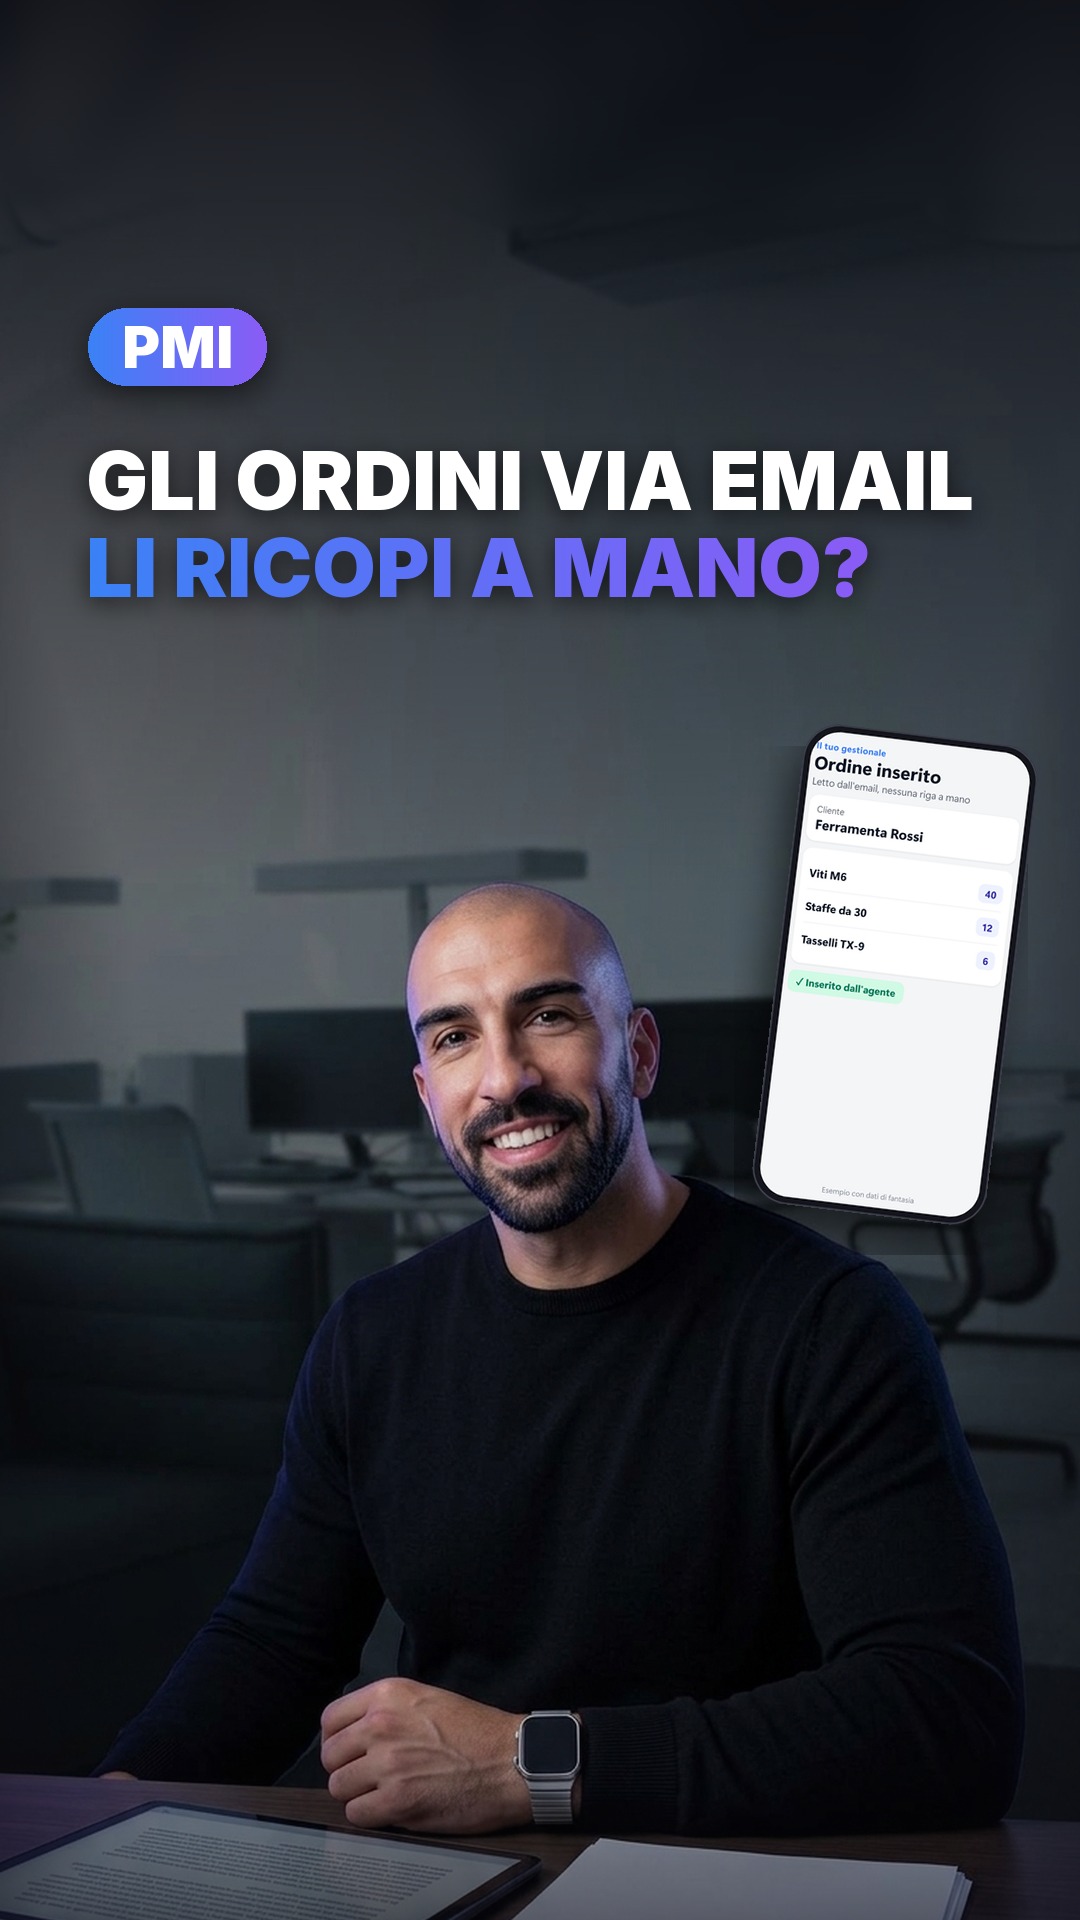 PMI
GLI ORDINI VIA EMAIL
LI RICOPI A MANO?
Il tuo gestionale
Ordine inserito
Letto dall'email, nessuna riga a mano
Cliente
Ferramenta Rossi
Viti M6 40
Staffe da 30 12
Tasselli TX-9 6
✓ Inserito dall'agente
Esempio con dati di fantasia